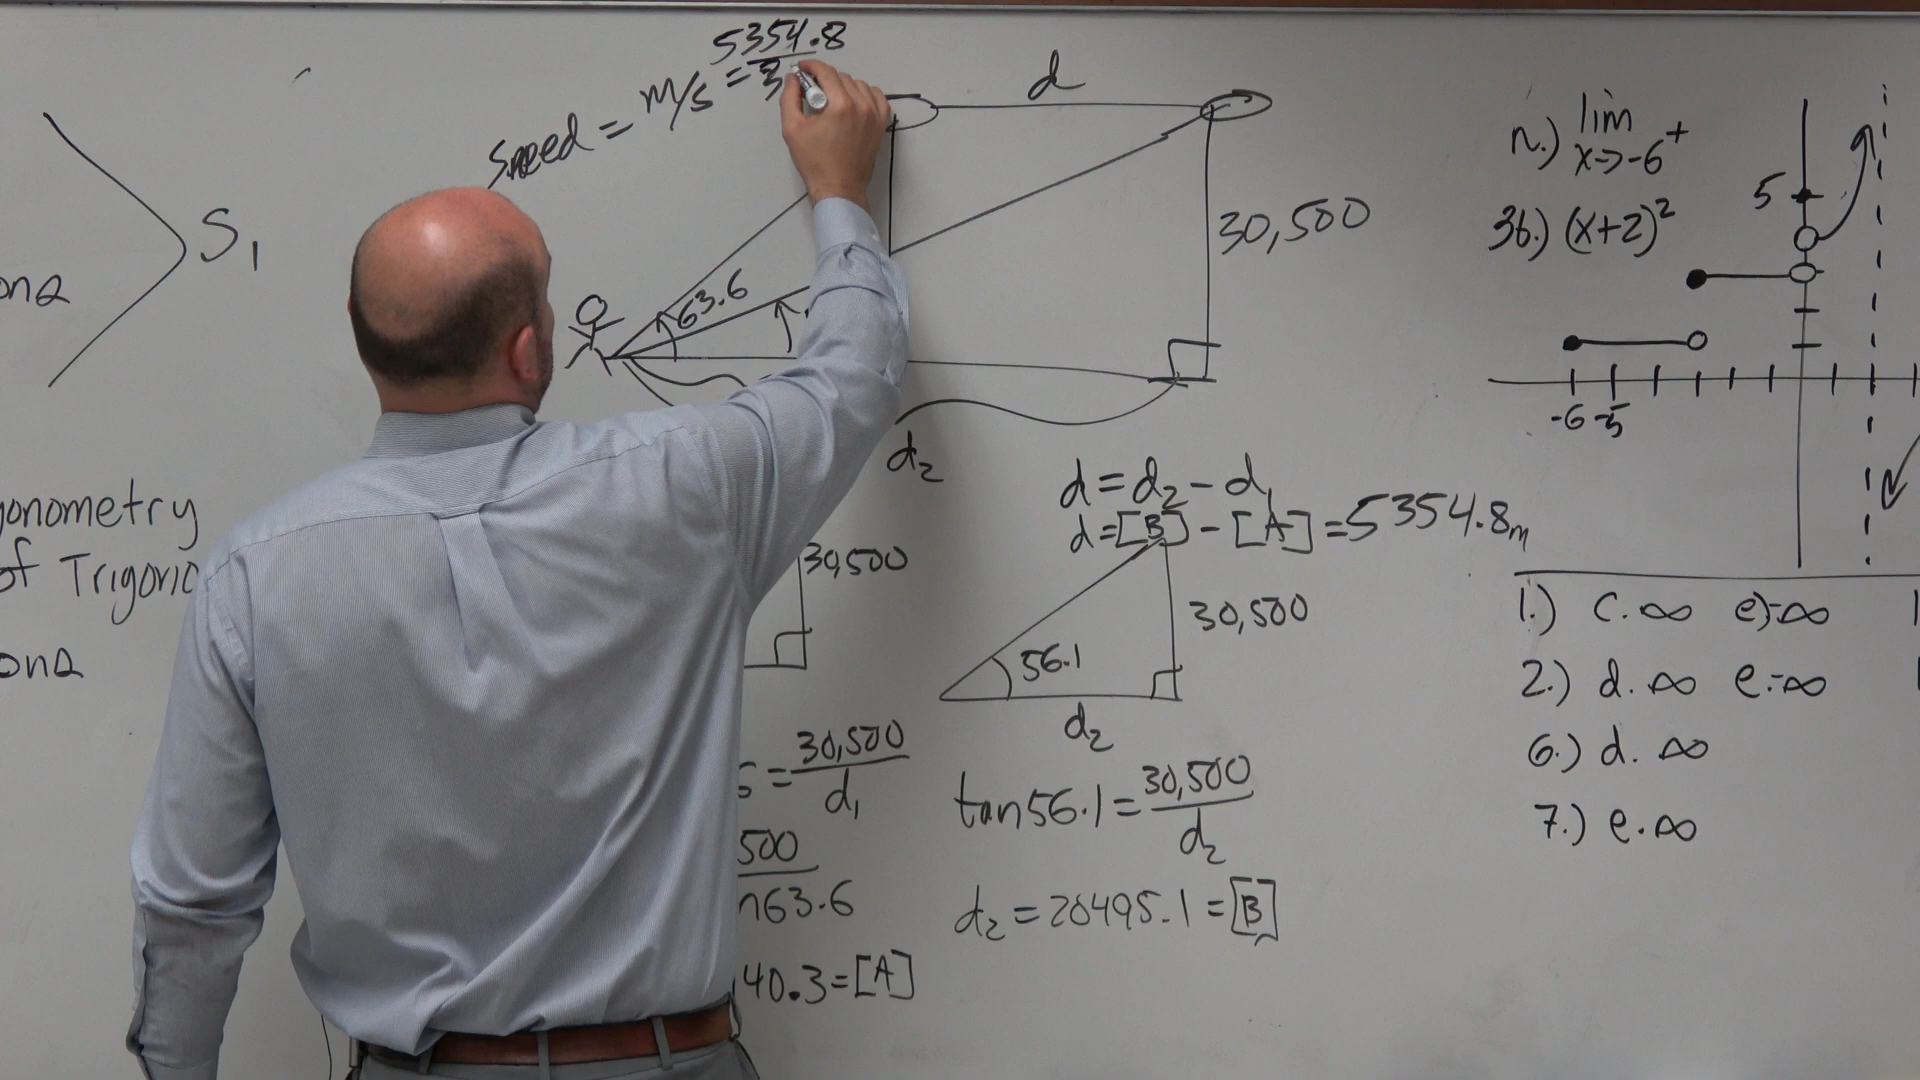 S1
ona
gonometry
of Trigono
ona
speed = m/s = 5354.8
3
d
63.6
30,500
d2
d = d2 - d1
d = [B] - [A] = 5354.8m
30,500
s = 30,500
d1
500
n63.6
40.3 = [A]
30,500
56.1
d2
tan56.1 = 30,500
d2
d2 = 20495.1 = [B]
n.) lim
x→-6+
36.) (x+2)²
5
-6 -5
1.) c. ∞ e)-∞
2.) d. ∞ e.-∞
6.) d. ∞
7.) e. ∞